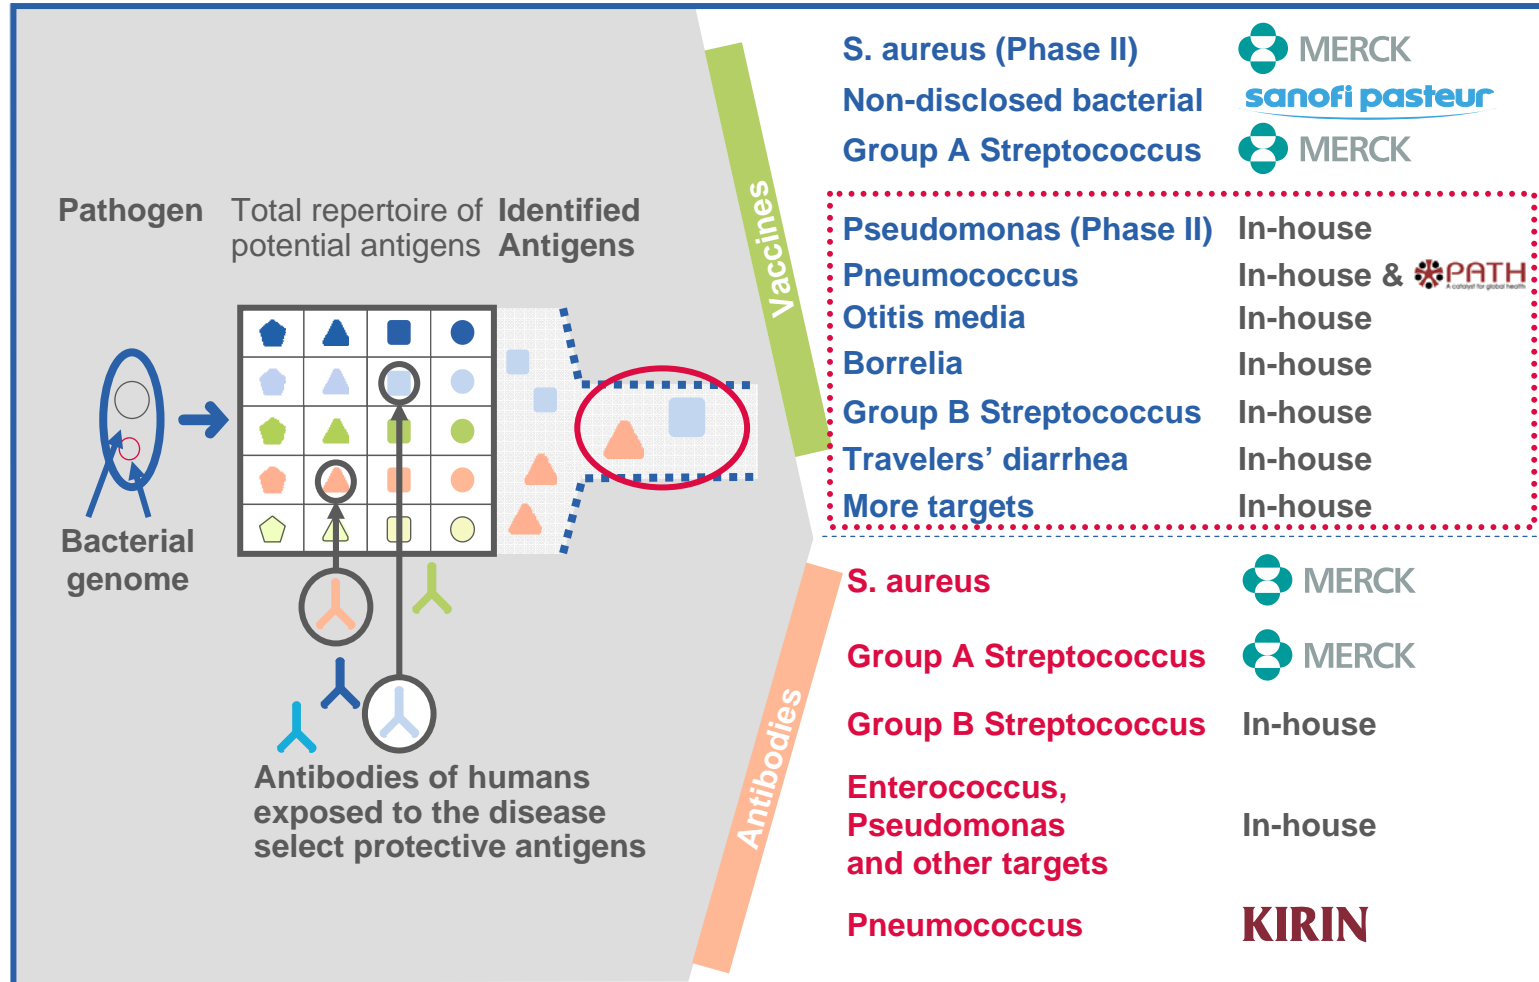 Pathogen
Total repertoire of
potential antigens
Identified
Antigens
Bacterial
genome
Antibodies of humans
exposed to the disease
select protective antigens
Vaccines
S. aureus (Phase II) MERCK
Non-disclosed bacterial sanofi pasteur
Group A Streptococcus MERCK
Pseudomonas (Phase II) In-house
Pneumococcus In-house & PATH
A catalyst for global health
Otitis media In-house
Borrelia In-house
Group B Streptococcus In-house
Travelers’ diarrhea In-house
More targets In-house
Antibodies
S. aureus MERCK
Group A Streptococcus MERCK
Group B Streptococcus In-house
Enterococcus,
Pseudomonas In-house
and other targets
Pneumococcus KIRIN